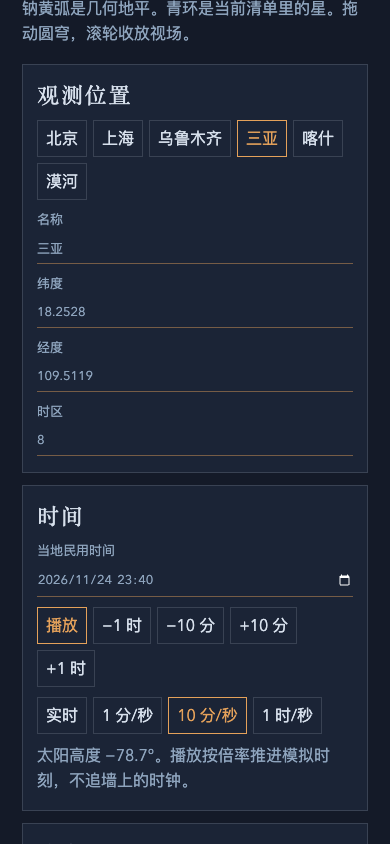 钠黄弧是几何地平。青环是当前清单里的星。拖
动圆穹，滚轮收放视场。
观测位置
北京 上海 乌鲁木齐 三亚 喀什
漠河
名称
三亚
纬度
18.2528
经度
109.5119
时区
8
时间
当地民用时间
2026/11/24 23:40
播放 −1 时 −10 分 +10 分
+1 时
实时 1 分/秒 10 分/秒 1 时/秒
太阳高度 −78.7°。播放按倍率推进模拟时
刻，不追墙上的时钟。